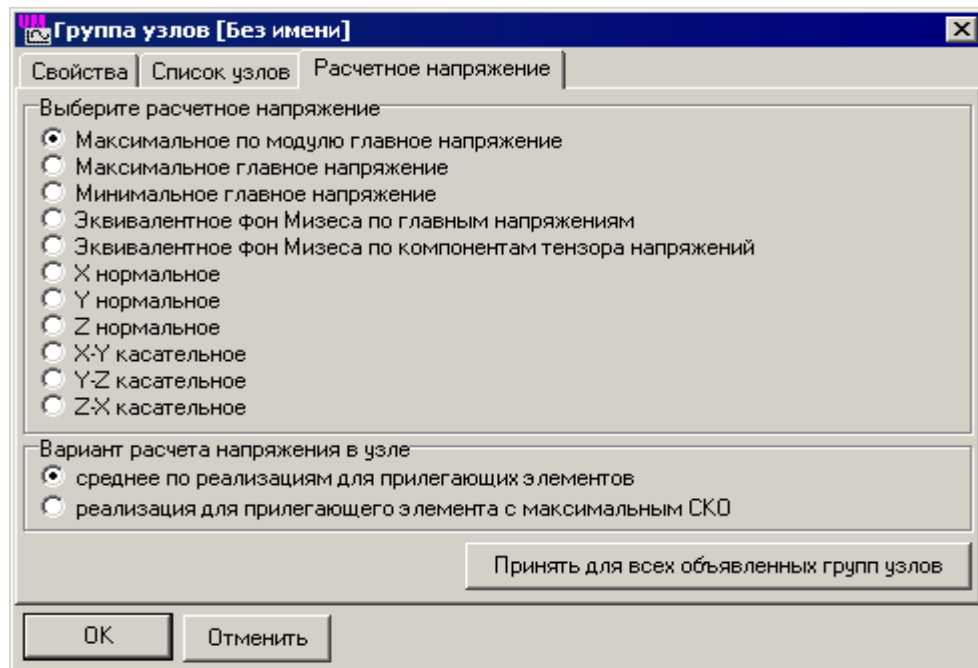 Группа узлов [Без имени]
Свойства Список узлов Расчетное напряжение
Выберите расчетное напряжение
Максимальное по модулю главное напряжение
Максимальное главное напряжение
Минимальное главное напряжение
Эквивалентное фон Мизеса по главным напряжениям
Эквивалентное фон Мизеса по компонентам тензора напряжений
X нормальное
Y нормальное
Z нормальное
X-Y касательное
Y-Z касательное
Z-X касательное
Вариант расчета напряжения в узле
среднее по реализациям для прилегающих элементов
реализация для прилегающего элемента с максимальным СКО
Принять для всех объявленных групп узлов
OK Отменить